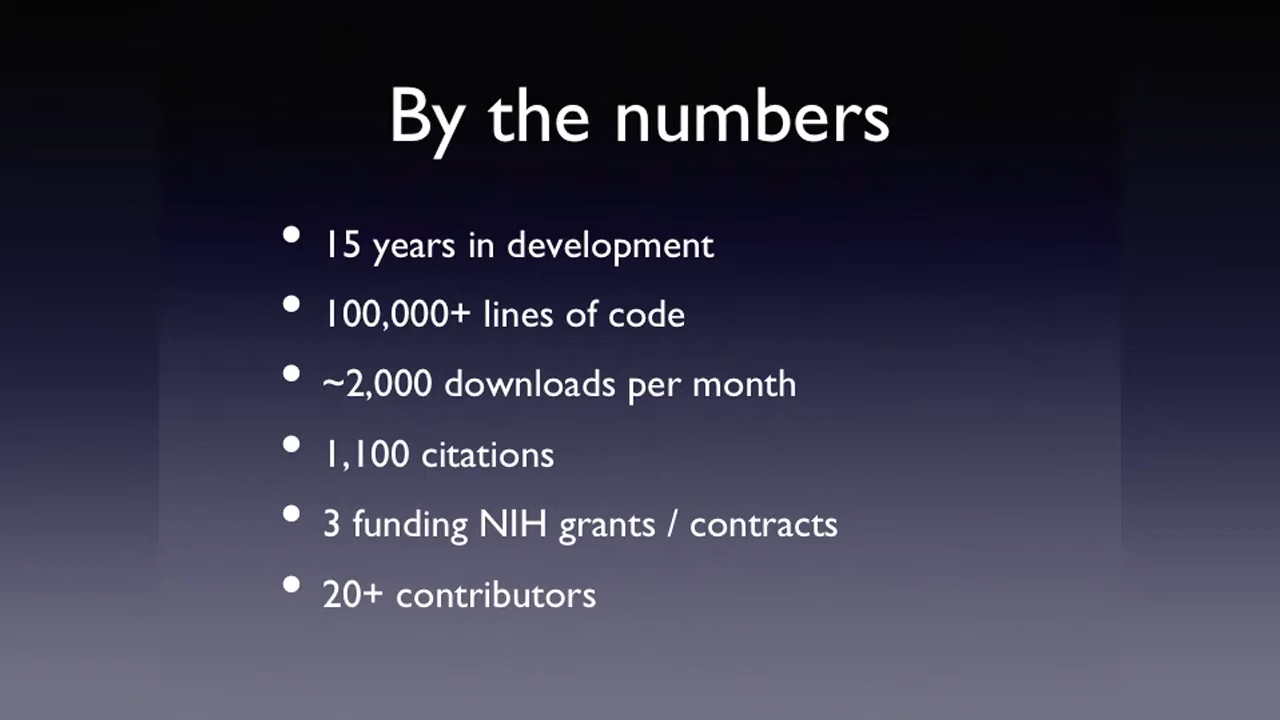 By the numbers
• 15 years in development
• 100,000+ lines of code
• ~2,000 downloads per month
• 1,100 citations
• 3 funding NIH grants / contracts
• 20+ contributors